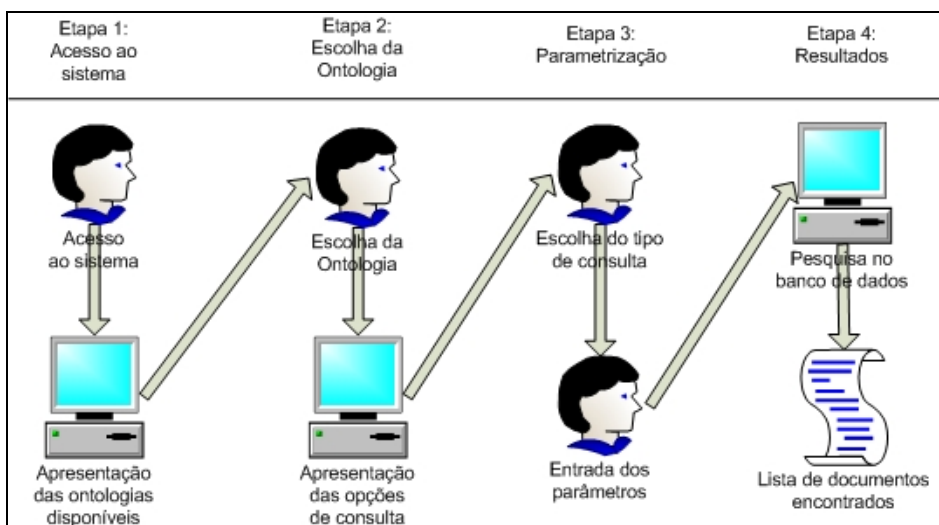 Etapa 1:
Acesso ao
sistema
Etapa 2:
Escolha da
Ontologia
Etapa 3:
Parametrização
Etapa 4:
Resultados
Acesso
ao sistema
Escolha da
Ontologia
Escolha do tipo
de consulta
Pesquisa no
banco de dados
Apresentação
das ontologias
disponíveis
Apresentação
das opções
de consulta
Entrada dos
parâmetros
Lista de documentos
encontrados